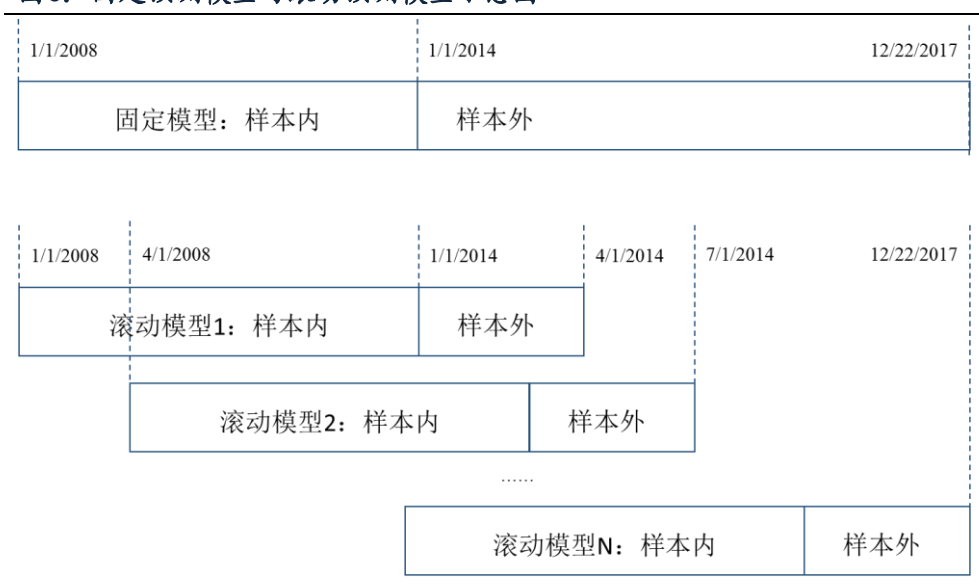 1/1/2008 1/1/2014 12/22/2017
固定模型：样本内 样本外
1/1/2008 4/1/2008 1/1/2014 4/1/2014 7/1/2014 12/22/2017
滚动模型1：样本内 样本外
滚动模型2：样本内 样本外
……
滚动模型N：样本内 样本外